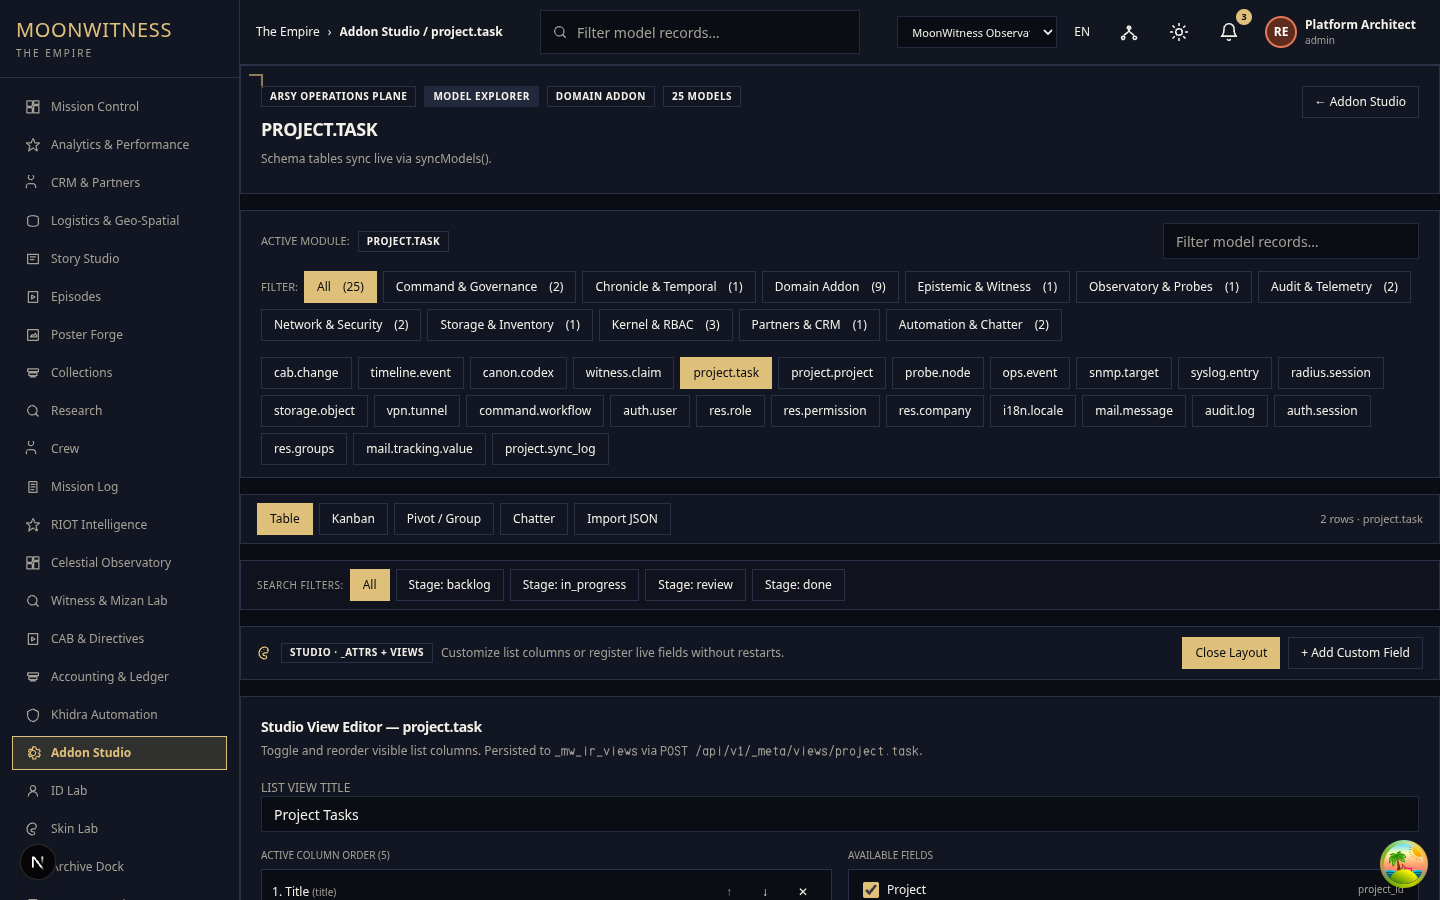 MOONWITNESS
THE EMPIRE
The Empire › Addon Studio / project.task
Filter model records...
MoonWitness Observa
EN
3
RE
Platform Architect
admin
Mission Control
Analytics & Performance
CRM & Partners
Logistics & Geo-Spatial
Story Studio
Episodes
Poster Forge
Collections
Research
Crew
Mission Log
RIOT Intelligence
Celestial Observatory
Witness & Mizan Lab
CAB & Directives
Accounting & Ledger
Khidra Automation
Addon Studio
ID Lab
Skin Lab
N
Archive Dock
ARSY OPERATIONS PLANE MODEL EXPLORER DOMAIN ADDON 25 MODELS
← Addon Studio
PROJECT.TASK
Schema tables sync live via syncModels().
ACTIVE MODULE: PROJECT.TASK
Filter model records...
FILTER: All (25) Command & Governance (2) Chronicle & Temporal (1) Domain Addon (9) Epistemic & Witness (1) Observatory & Probes (1) Audit & Telemetry (2)
Network & Security (2) Storage & Inventory (1) Kernel & RBAC (3) Partners & CRM (1) Automation & Chatter (2)
cab.change timeline.event canon.codex witness.claim project.task project.project probe.node ops.event snmp.target syslog.entry radius.session
storage.object vpn.tunnel command.workflow auth.user res.role res.permission res.company i18n.locale mail.message audit.log auth.session
res.groups mail.tracking.value project.sync_log
Table Kanban Pivot / Group Chatter Import JSON
2 rows · project.task
SEARCH FILTERS: All Stage: backlog Stage: in_progress Stage: review Stage: done
STUDIO · _ATTRS + VIEWS Customize list columns or register live fields without restarts.
Close Layout + Add Custom Field
Studio View Editor — project.task
Toggle and reorder visible list columns. Persisted to _mw_ir_views via POST /api/v1/_meta/views/project.task.
LIST VIEW TITLE
Project Tasks
ACTIVE COLUMN ORDER (5)
AVAILABLE FIELDS
1. Title (title) ↑ ↓ ✕
Project project_id